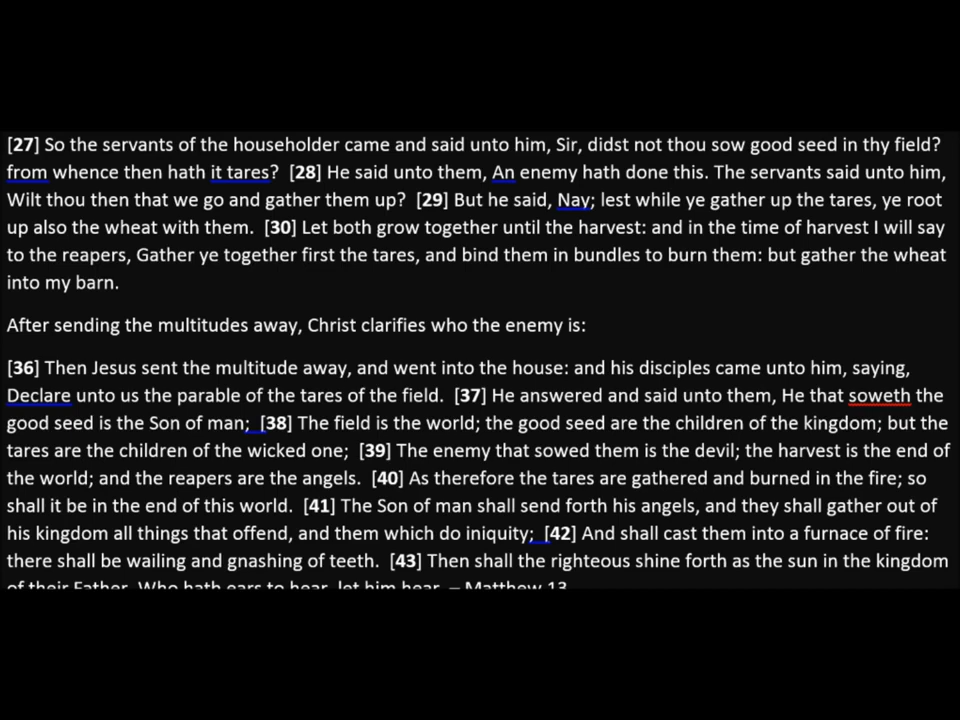 [27] So the servants of the householder came and said unto him, Sir, didst not thou sow good seed in thy field?
from whence then hath it tares?  [28] He said unto them, An enemy hath done this. The servants said unto him,
Wilt thou then that we go and gather them up?  [29] But he said, Nay; lest while ye gather up the tares, ye root
up also the wheat with them.  [30] Let both grow together until the harvest: and in the time of harvest I will say
to the reapers, Gather ye together first the tares, and bind them in bundles to burn them: but gather the wheat
into my barn.
After sending the multitudes away, Christ clarifies who the enemy is:
[36] Then Jesus sent the multitude away, and went into the house: and his disciples came unto him, saying,
Declare unto us the parable of the tares of the field.  [37] He answered and said unto them, He that soweth the
good seed is the Son of man;  [38] The field is the world; the good seed are the children of the kingdom; but the
tares are the children of the wicked one;  [39] The enemy that sowed them is the devil; the harvest is the end of
the world; and the reapers are the angels.  [40] As therefore the tares are gathered and burned in the fire; so
shall it be in the end of this world.  [41] The Son of man shall send forth his angels, and they shall gather out of
his kingdom all things that offend, and them which do iniquity;  [42] And shall cast them into a furnace of fire:
there shall be wailing and gnashing of teeth.  [43] Then shall the righteous shine forth as the sun in the kingdom
of their Father. Who hath ears to hear, let him hear. – Matthew 13